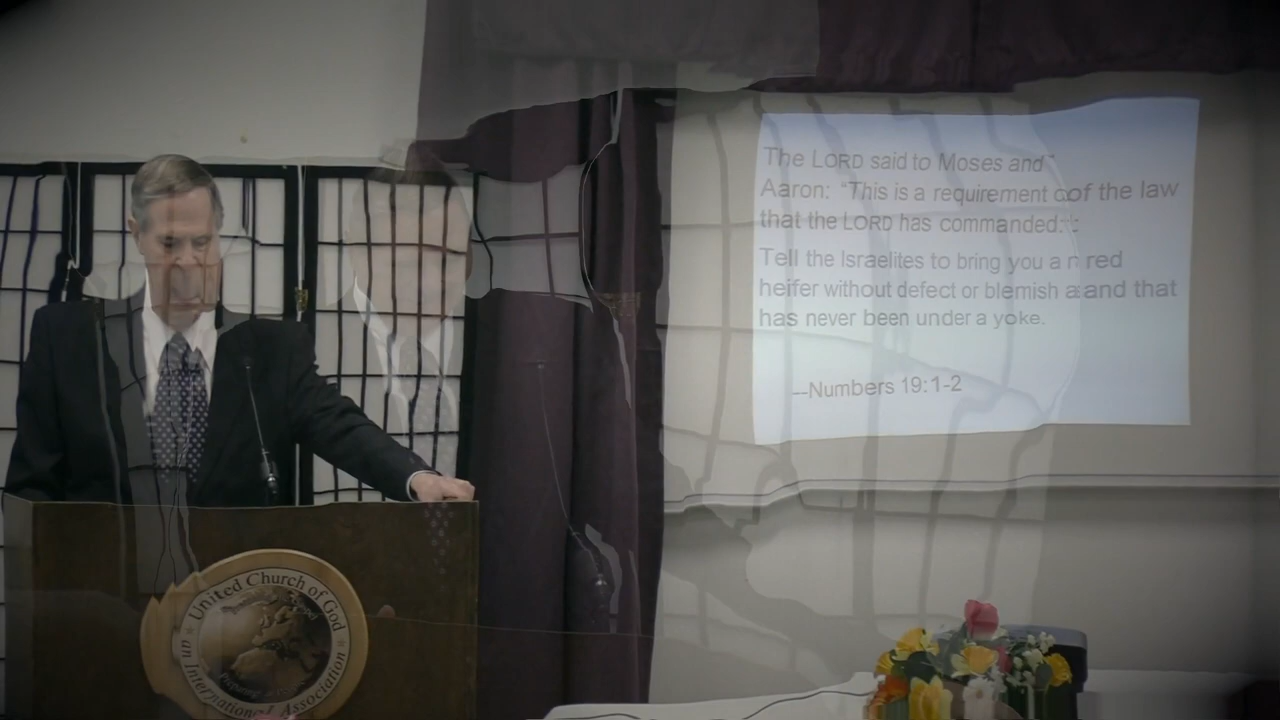 The LORD said to Moses and
Aaron: "This is a requirement of the law
that the LORD has commanded:
Tell the Israelites to bring you a red
heifer without defect or blemish and that
has never been under a yoke.
—Numbers 19:1-2
United Church of God
an International Association